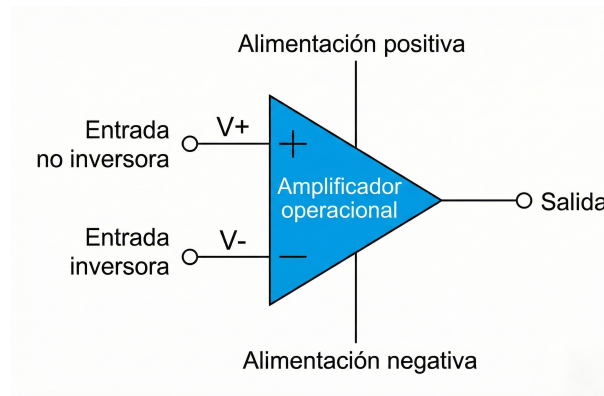 Alimentación positiva
Entrada
no inversora
V+
+
Amplificador
operacional
Salida
Entrada
inversora
V-
−
Alimentación negativa